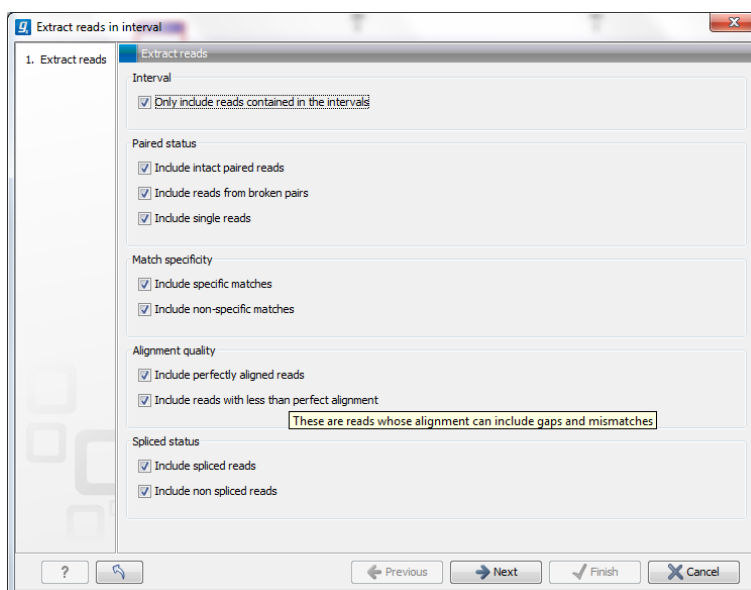 Extract reads in interval
1. Extract reads
Extract reads
Interval
Only include reads contained in the intervals
Paired status
Include intact paired reads
Include reads from broken pairs
Include single reads
Match specificity
Include specific matches
Include non-specific matches
Alignment quality
Include perfectly aligned reads
Include reads with less than perfect alignment
These are reads whose alignment can include gaps and mismatches
Spliced status
Include spliced reads
Include non spliced reads
? Previous Next Finish Cancel